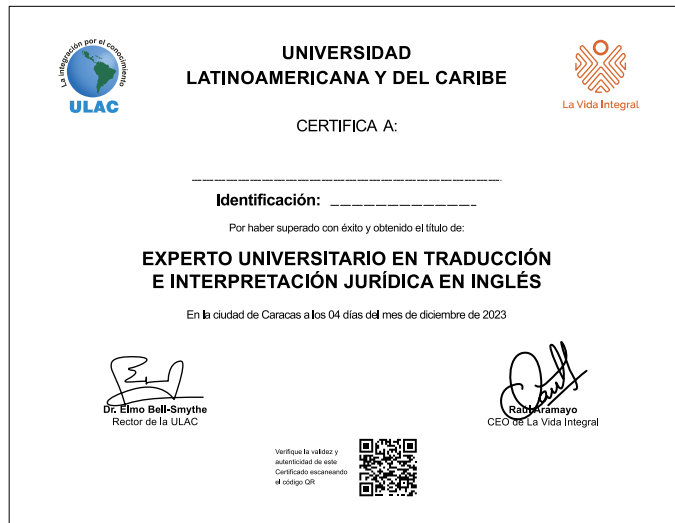 La integración por el conocimiento
ULAC
UNIVERSIDAD
LATINOAMERICANA Y DEL CARIBE
La Vida Integral
CERTIFICA A:
Identificación:
Por haber superado con éxito y obtenido el título de:
EXPERTO UNIVERSITARIO EN TRADUCCIÓN
E INTERPRETACIÓN JURÍDICA EN INGLÉS
En la ciudad de Caracas a los 04 días del mes de diciembre de 2023
Dr. Elmo Bell-Smythe
Rector de la ULAC
Raúl Aramayo
CEO de La Vida Integral
Verifique la validez y
autenticidad de este
Certificado escaneando
el código QR